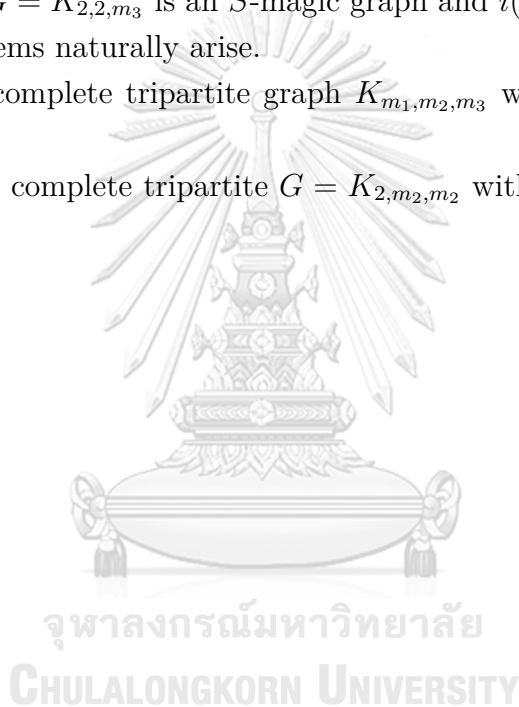 G = K_{2,2,m_3} is an S-magic graph and i(
ems naturally arise.
complete tripartite graph K_{m_1,m_2,m_3} w
complete tripartite G = K_{2,m_2,m_2} with
จุฬาลงกรณ์มหาวิทยาลัย
CHULALONGKORN UNIVERSITY